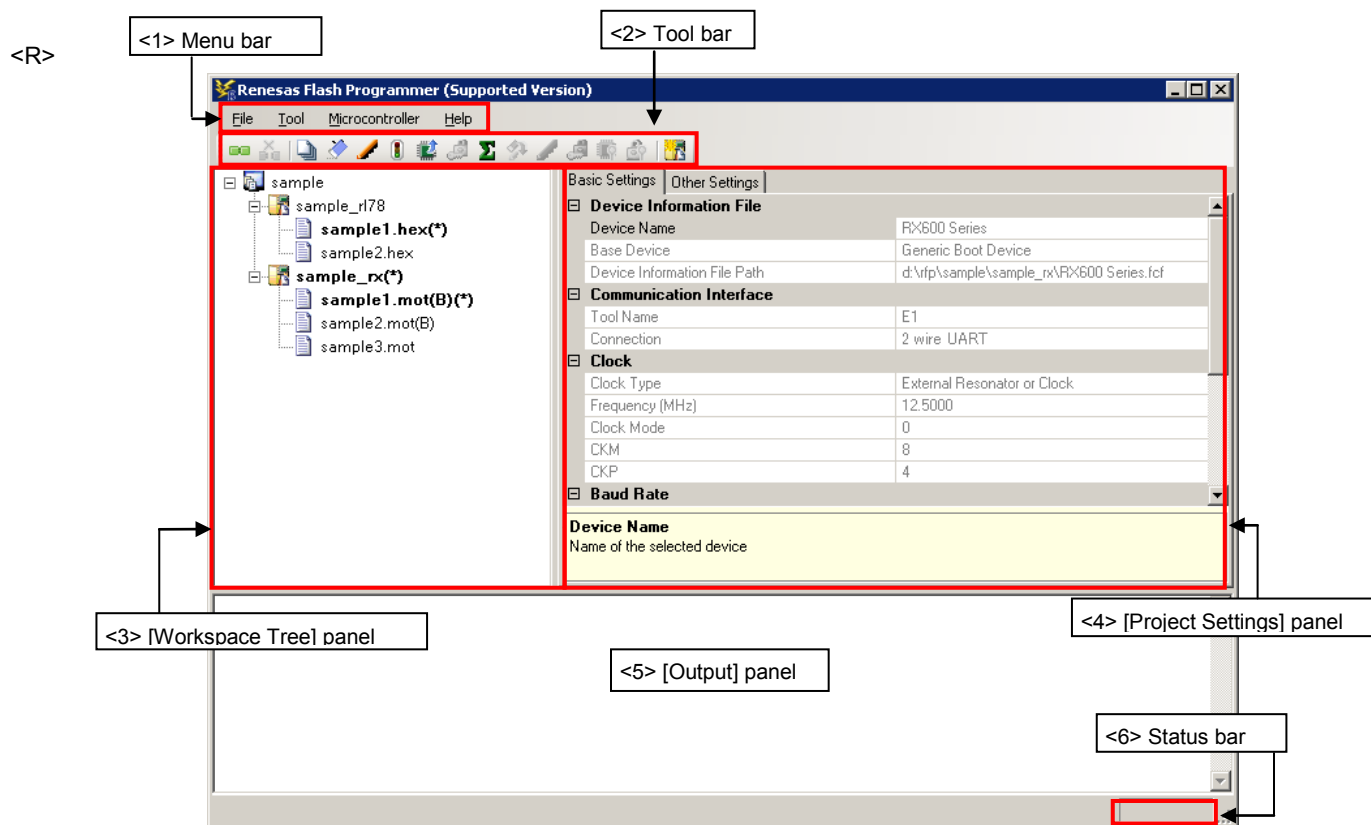 <1> Menu bar
<2> Tool bar
<R>
Renesas Flash Programmer (Supported Version)
File Tool Microcontroller Help
sample
sample_rl78
sample1.hex(*)
sample2.hex
sample_rx(*)
sample1.mot(B)(*)
sample2.mot(B)
sample3.mot
Basic Settings Other Settings
Device Information File
Device Name RX600 Series
Base Device Generic Boot Device
Device Information File Path d:\rfp\sample\sample_rx\RX600 Series.fcf
Communication Interface
Tool Name E1
Connection 2 wire UART
Clock
Clock Type External Resonator or Clock
Frequency (MHz) 12.5000
Clock Mode 0
CKM 8
CKP 4
Baud Rate
Device Name
Name of the selected device
<3> [Workspace Tree] panel
<4> [Project Settings] panel
<5> [Output] panel
<6> Status bar